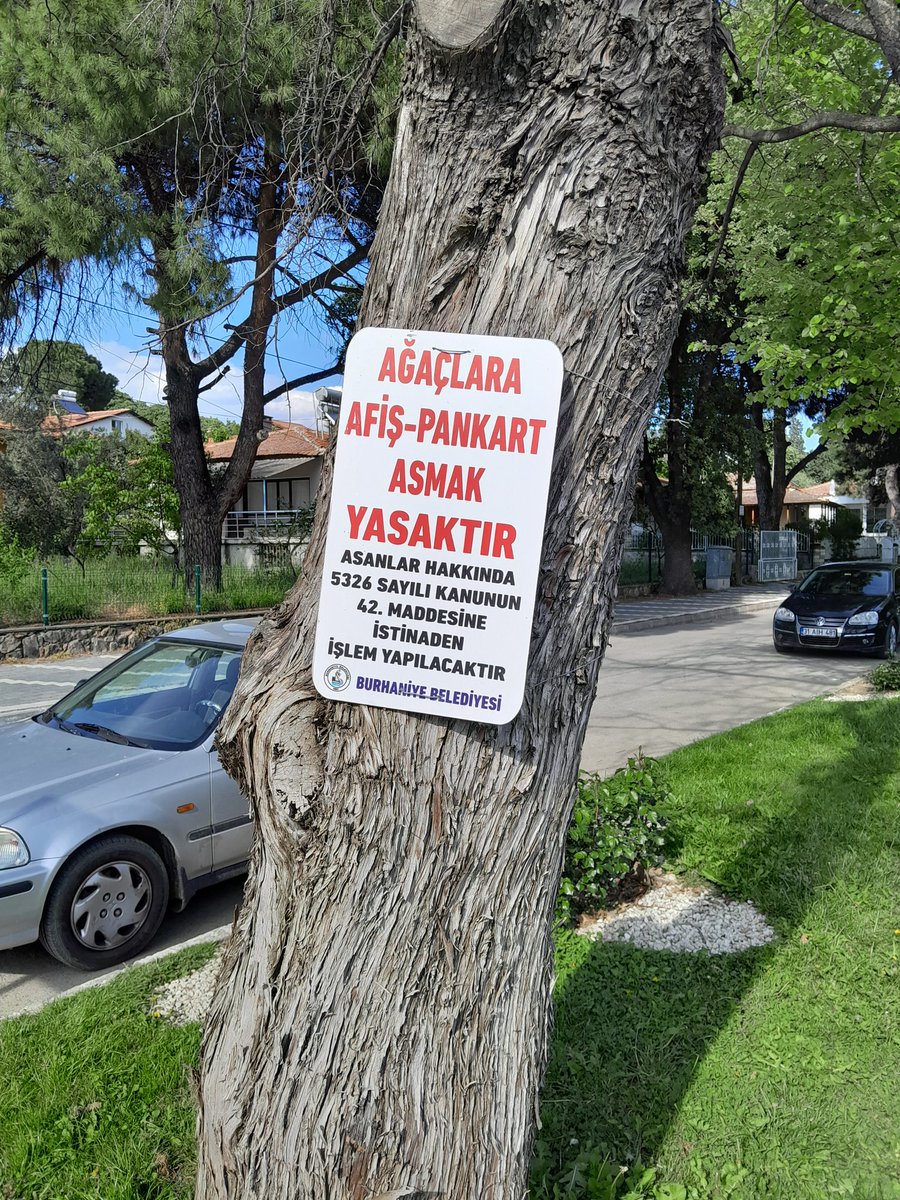 AĞAÇLARA
AFİŞ-PANKART
ASMAK
YASAKTIR
ASANLAR HAKKINDA
5326 SAYILI KANUNUN
42. MADDESİNE
İSTİNADEN
İŞLEM YAPILACAKTIR
BURHANİYE BELEDİYESİ